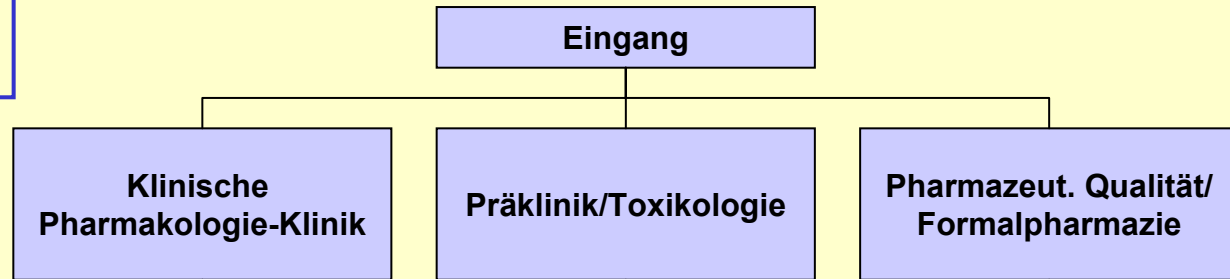 Eingang
Klinische
Pharmakologie-Klinik
Präklinik/Toxikologie
Pharmazeut. Qualität/
Formalpharmazie